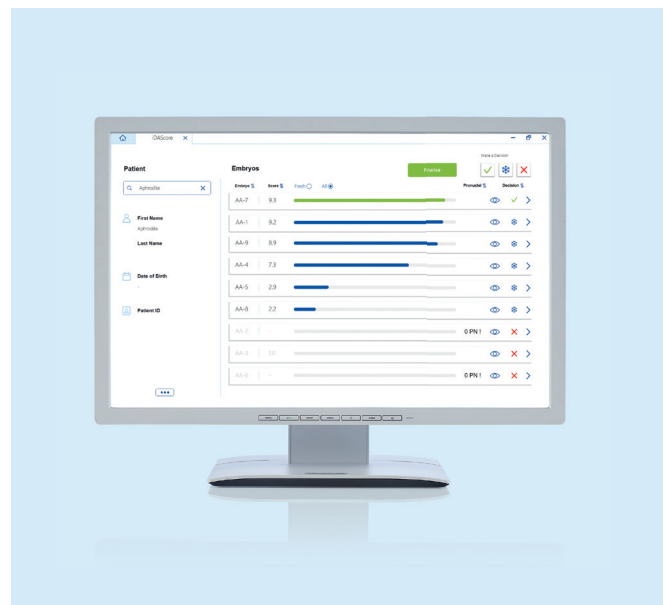 iDAScore
Make a Decision
Patient
Embryos
Finalise
Aphrodite
Embryo
Score
Fresh
All
Pronuclei
Decision
AA-7 9.3
First Name
Aphrodite
AA-1 9.2
Last Name
AA-9 8.9
AA-4 7.3
Date of Birth
-
AA-5 2.9
Patient ID
AA-8 2.2
AA-2 - 0 PN !
AA-3
AA-6 - 0 PN !